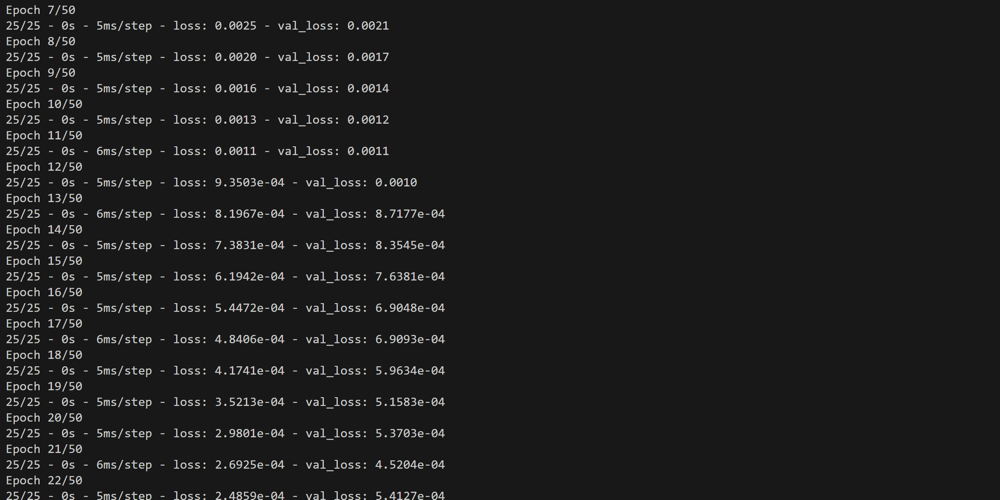 Epoch 7/50
25/25 - 0s - 5ms/step - loss: 0.0025 - val_loss: 0.0021
Epoch 8/50
25/25 - 0s - 5ms/step - loss: 0.0020 - val_loss: 0.0017
Epoch 9/50
25/25 - 0s - 5ms/step - loss: 0.0016 - val_loss: 0.0014
Epoch 10/50
25/25 - 0s - 5ms/step - loss: 0.0013 - val_loss: 0.0012
Epoch 11/50
25/25 - 0s - 6ms/step - loss: 0.0011 - val_loss: 0.0011
Epoch 12/50
25/25 - 0s - 5ms/step - loss: 9.3503e-04 - val_loss: 0.0010
Epoch 13/50
25/25 - 0s - 6ms/step - loss: 8.1967e-04 - val_loss: 8.7177e-04
Epoch 14/50
25/25 - 0s - 5ms/step - loss: 7.3831e-04 - val_loss: 8.3545e-04
Epoch 15/50
25/25 - 0s - 5ms/step - loss: 6.1942e-04 - val_loss: 7.6381e-04
Epoch 16/50
25/25 - 0s - 5ms/step - loss: 5.4472e-04 - val_loss: 6.9048e-04
Epoch 17/50
25/25 - 0s - 6ms/step - loss: 4.8406e-04 - val_loss: 6.9093e-04
Epoch 18/50
25/25 - 0s - 5ms/step - loss: 4.1741e-04 - val_loss: 5.9634e-04
Epoch 19/50
25/25 - 0s - 5ms/step - loss: 3.5213e-04 - val_loss: 5.1583e-04
Epoch 20/50
25/25 - 0s - 5ms/step - loss: 2.9801e-04 - val_loss: 5.3703e-04
Epoch 21/50
25/25 - 0s - 6ms/step - loss: 2.6925e-04 - val_loss: 4.5204e-04
Epoch 22/50
25/25 - 0s - 5ms/step - loss: 2.4859e-04 - val_loss: 5.4127e-04